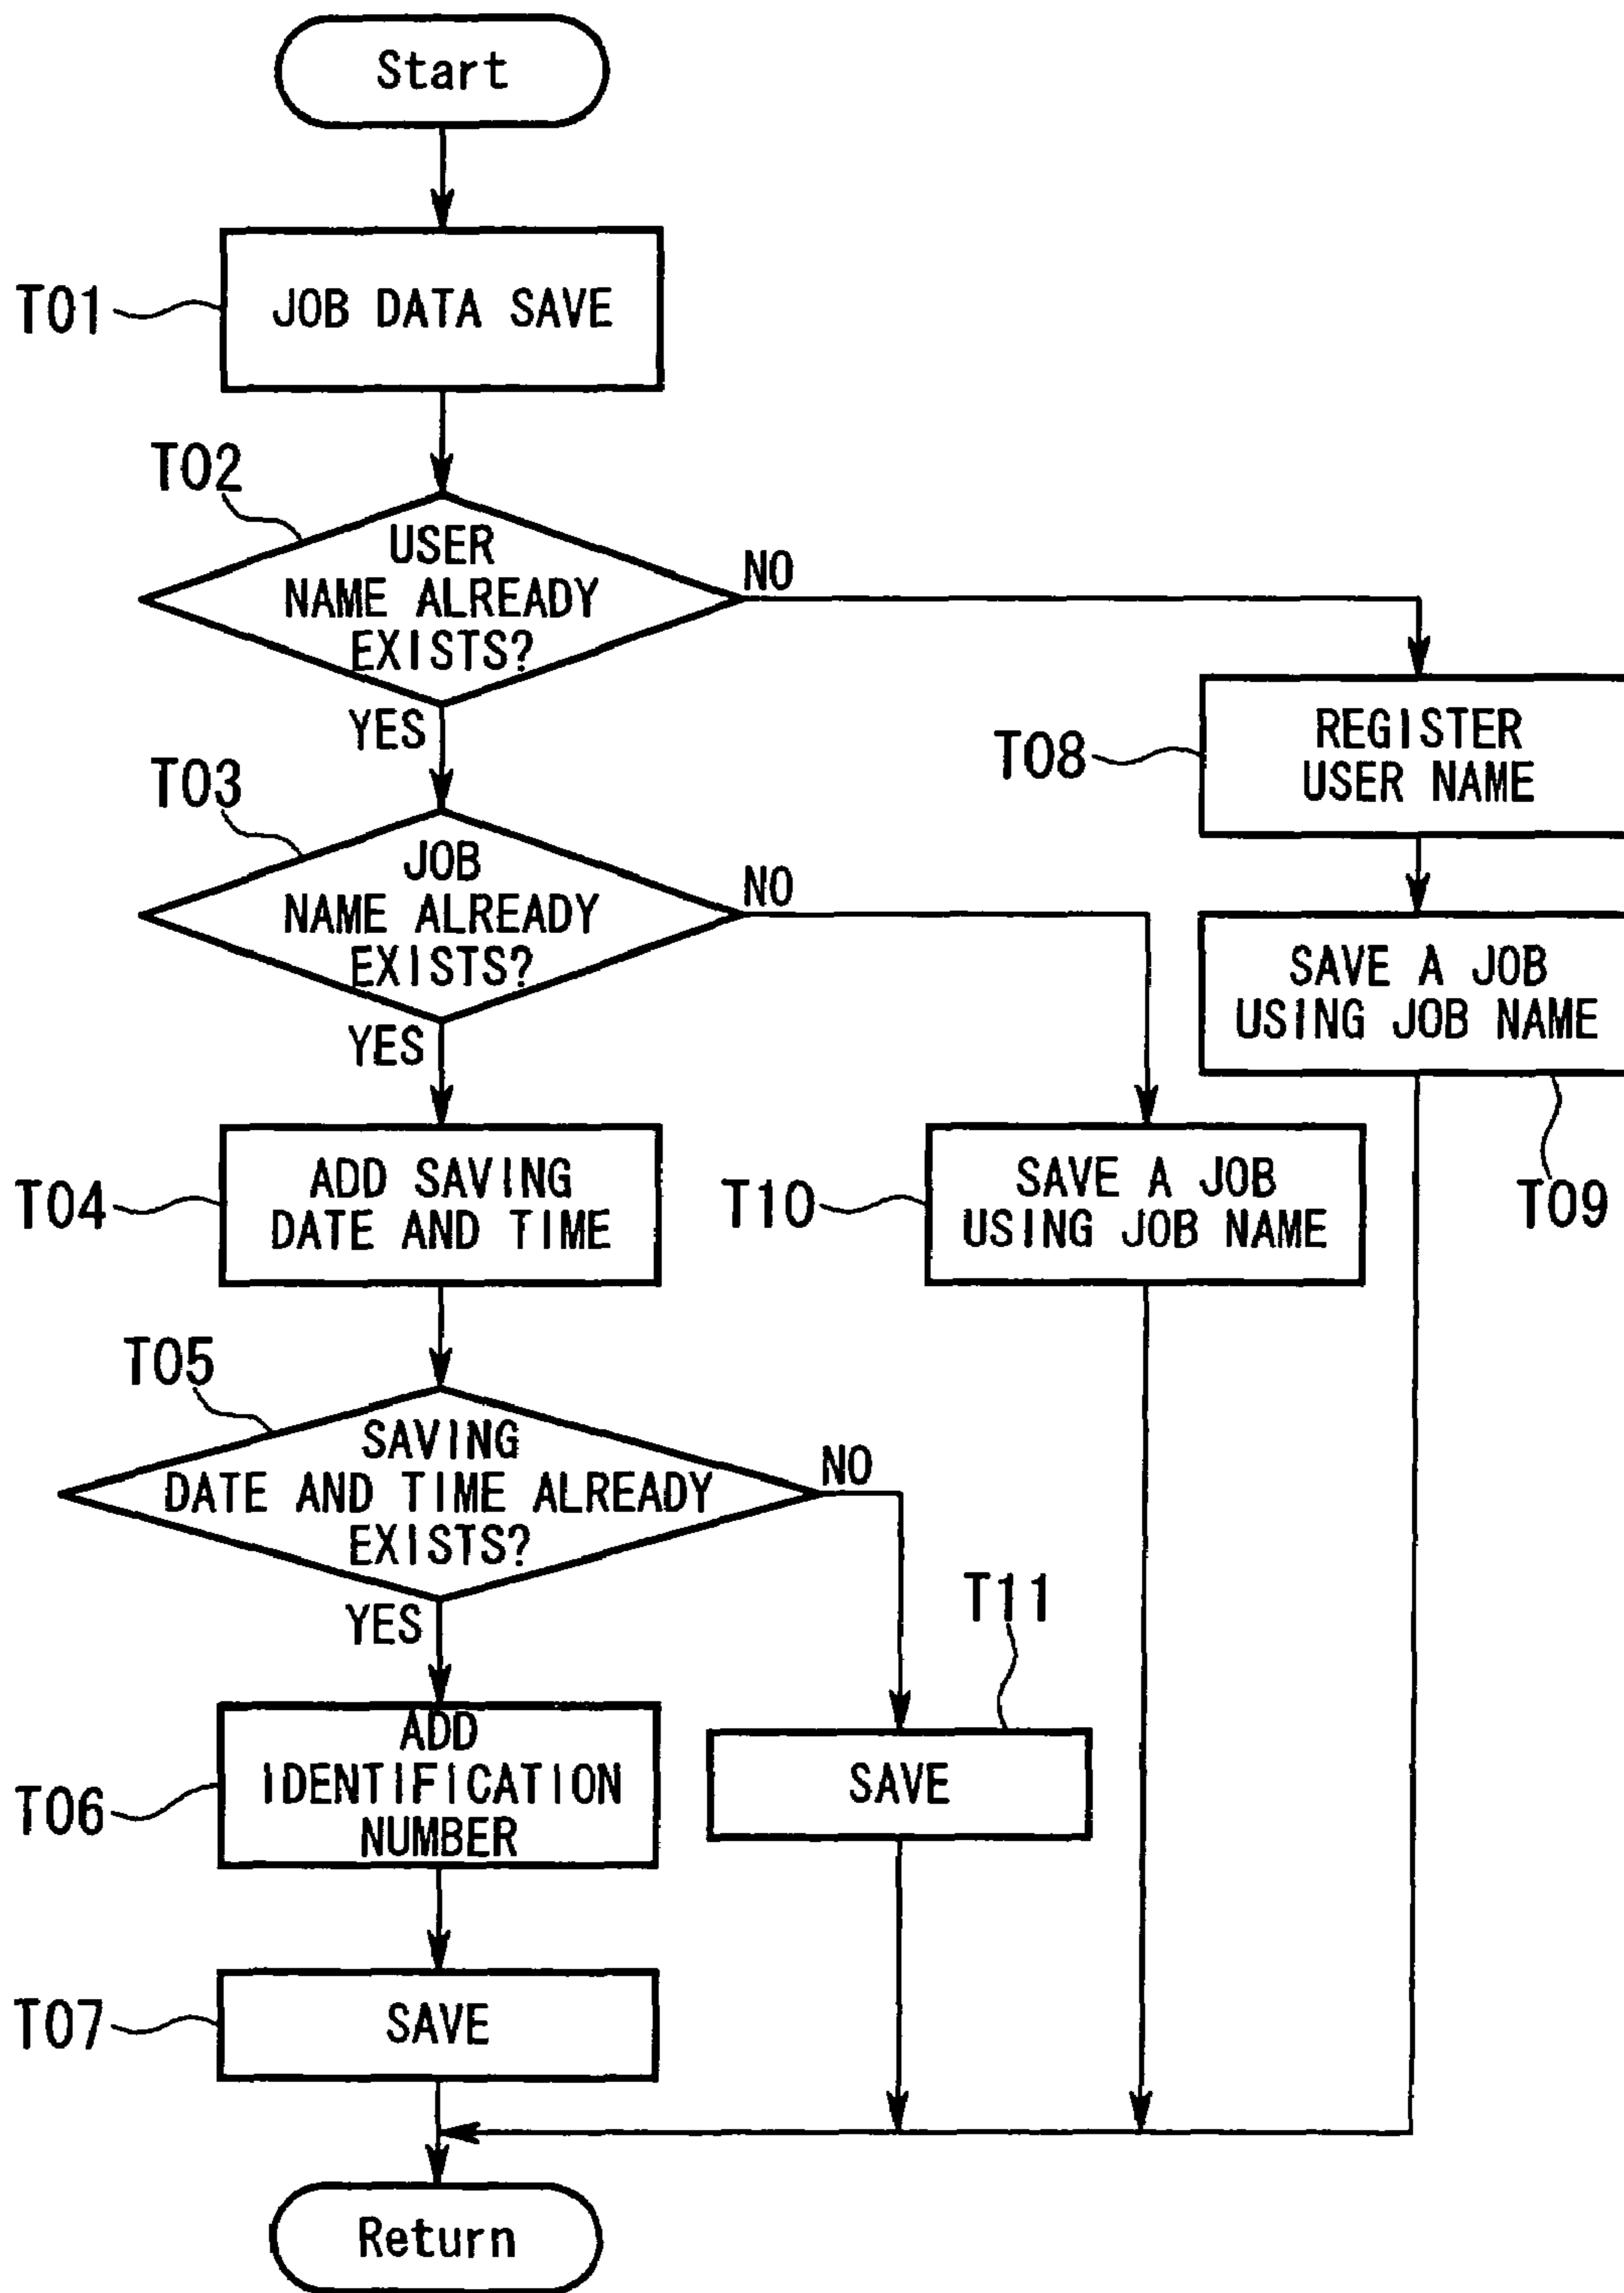 Start
T01
JOB DATA SAVE
T02
USER
NAME ALREADY
EXISTS?
NO
YES
T08
REGISTER
USER NAME
T03
JOB
NAME ALREADY
EXISTS?
NO
YES
SAVE A JOB
USING JOB NAME
T09
T04
ADD SAVING
DATE AND TIME
T10
SAVE A JOB
USING JOB NAME
T05
SAVING
DATE AND TIME ALREADY
EXISTS?
NO
YES
T11
SAVE
T06
ADD
IDENTIFICATION
NUMBER
T07
SAVE
Return